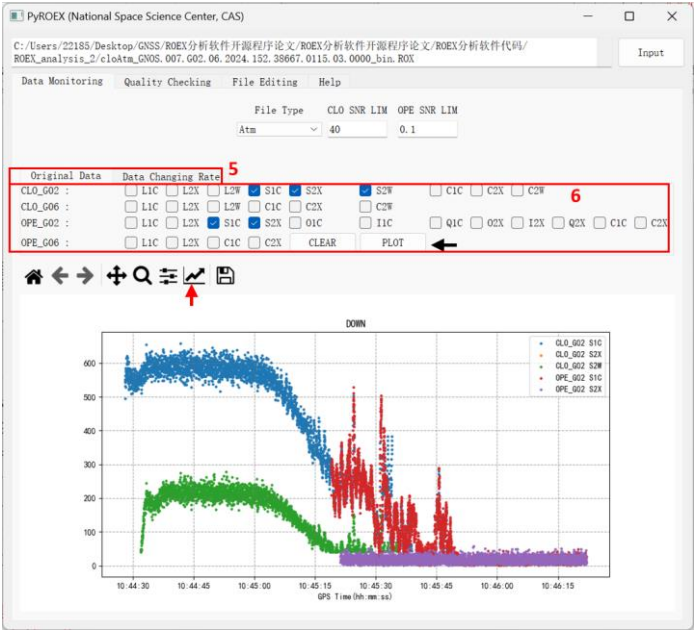 PyROEX (National Space Science Center, CAS)
C:/Users/22185/Desktop/GNSS/ROEX分析软件开源程序论文/ROEX分析软件开源程序论文/ROEX分析软件代码/
ROEX_analysis_2/cloAtm_GNOS.007.G02.06.2024.152.38667.0115.03.0000_bin.ROX
Input
Data Monitoring Quality Checking File Editing Help
File Type CLO SNR LIM OPE SNR LIM
Atm 40 0.1
Original Data Data Changing Rate 5
CLO_G02 : L1C L2X L2W S1C S2X S2W C1C C2X C2W
6
CLO_G06 : L1C L2X L2W C1C C2X C2W
OPE_G02 : L1C L2X S1C S2X O1C I1C Q1C O2X I2X Q2X C1C C2X
OPE_G06 : L1C L2X C1C C2X CLEAR PLOT
DOWN
CLO_G02 S1C
CLO_G02 S2X
CLO_G02 S2W
OPE_G02 S1C
OPE_G02 S2X
600
500
400
300
200
100
0
10:44:30 10:44:45 10:45:00 10:45:15 10:45:30 10:45:45 10:46:00 10:46:15
GPS Time(hh:mm:ss)